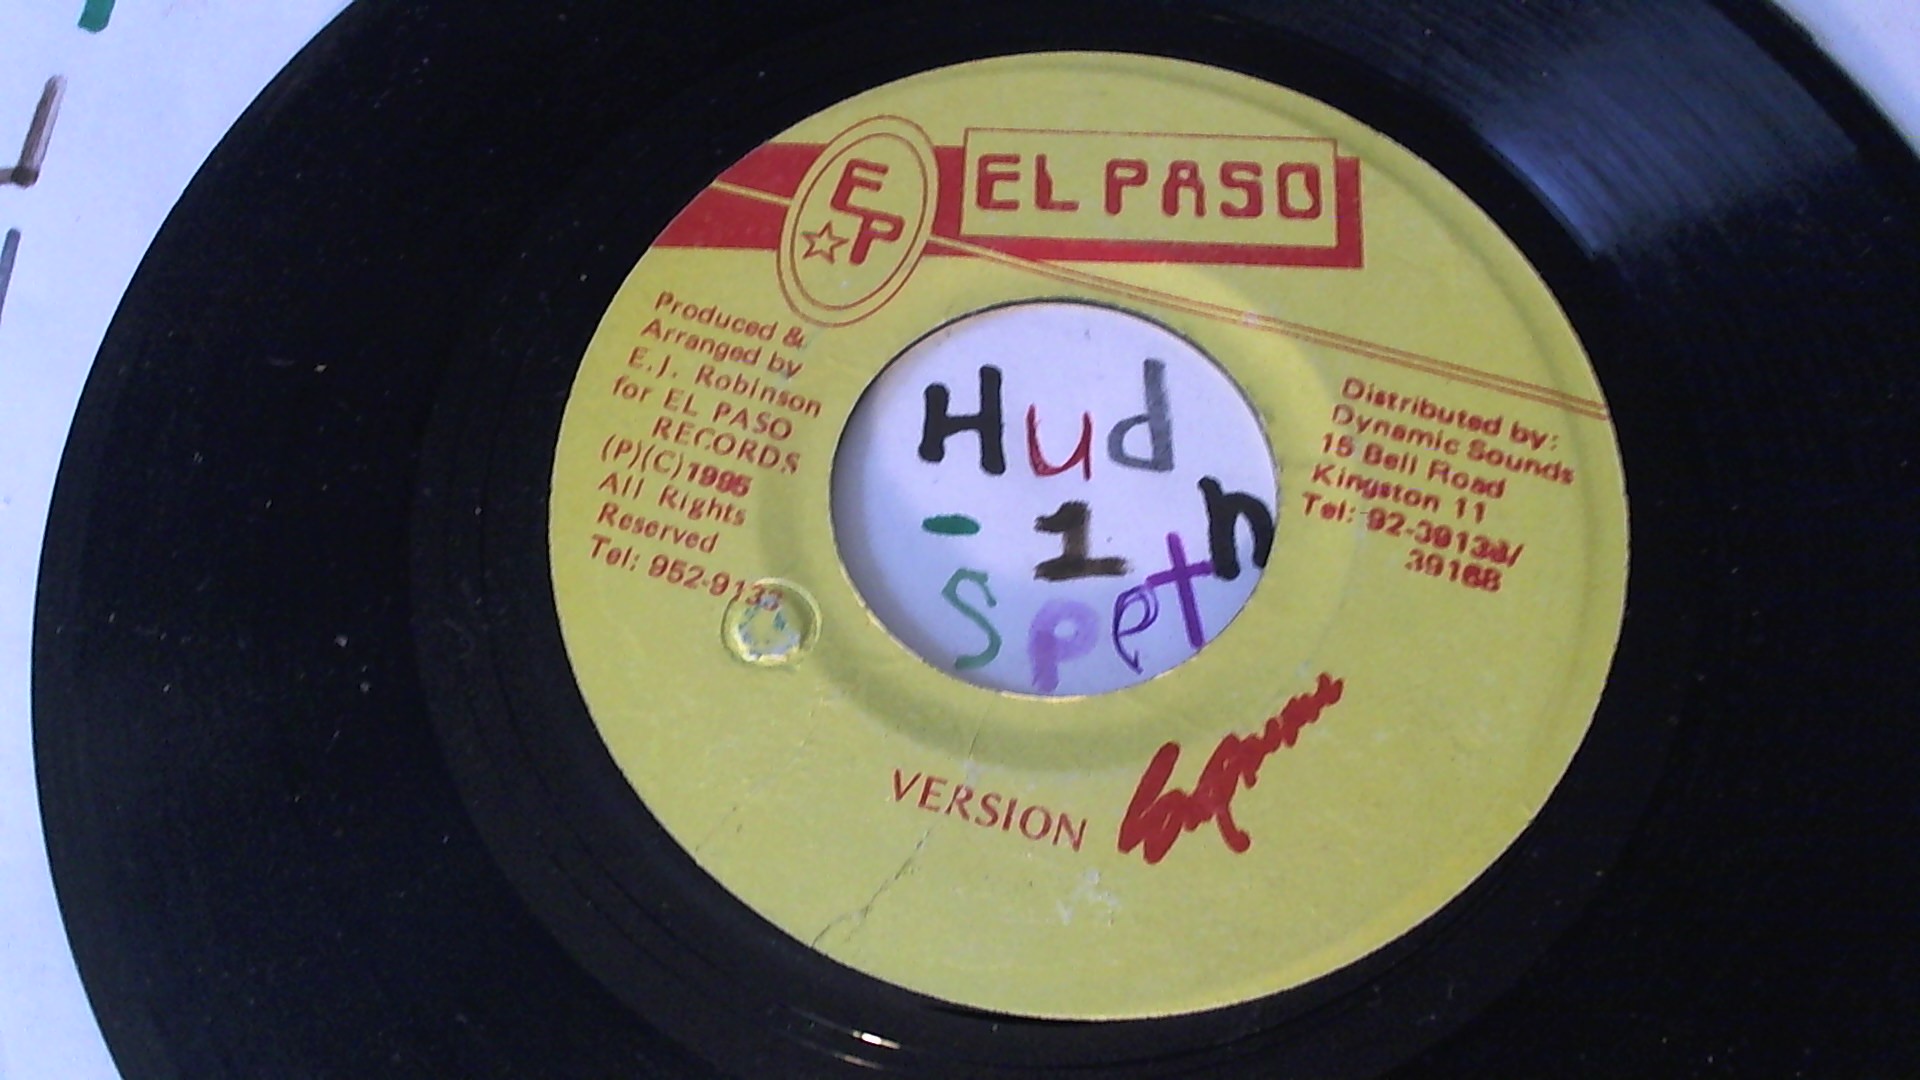 EP
EL PASO
Produced &
Arranged by
E.J. Robinson
for EL PASO
RECORDS
(P)(C)1995
All Rights
Reserved
Tel: 952-9133
Hud
- 1 n
Spet
Distributed by:
Dynamic Sounds
15 Bell Road
Kingston 11
Tel: 92-39138/
39168
VERSION